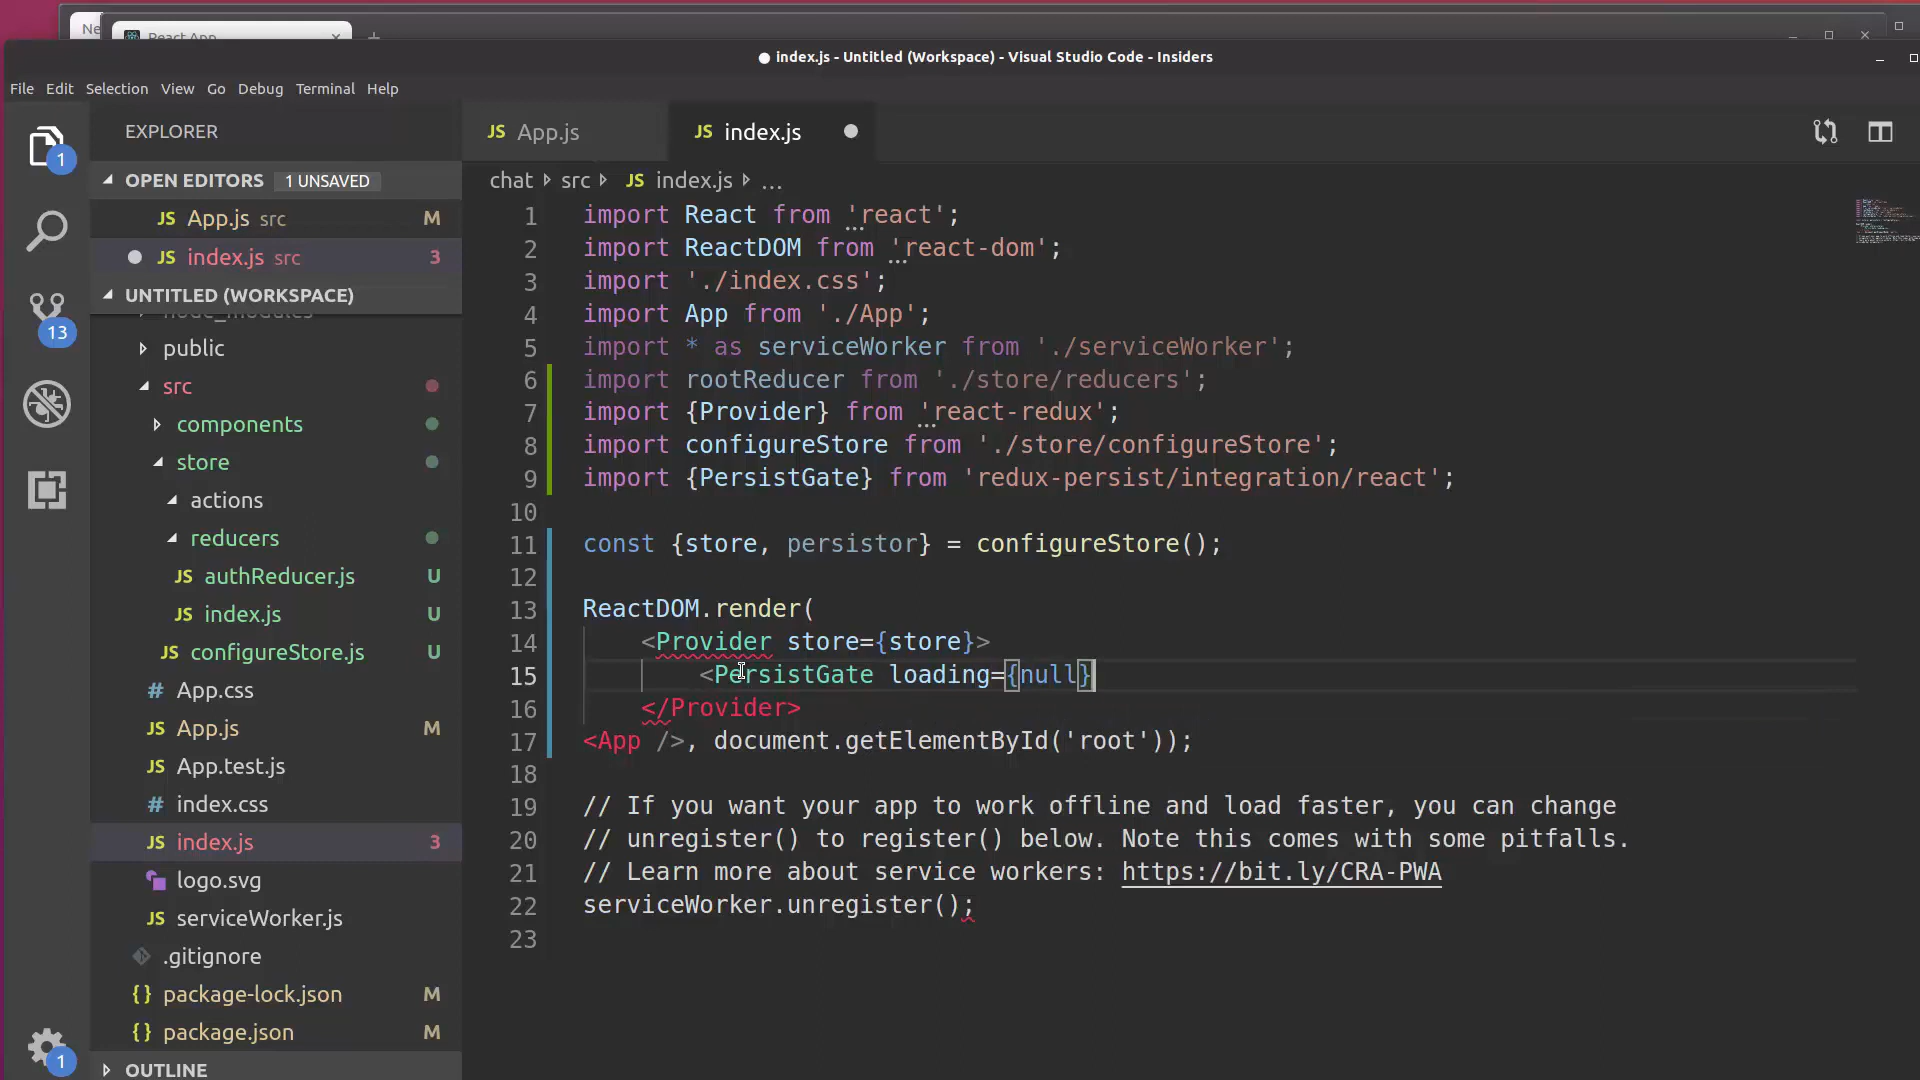 Ne
React App
index.js - Untitled (Workspace) - Visual Studio Code - Insiders
File Edit Selection View Go Debug Terminal Help
EXPLORER
OPEN EDITORS 1 UNSAVED
JS App.js src M
JS index.js src 3
UNTITLED (WORKSPACE)
node_modules
public
src
components
store
actions
reducers
JS authReducer.js U
JS index.js U
JS configureStore.js U
# App.css
JS App.js M
JS App.test.js
# index.css
JS index.js 3
logo.svg
JS serviceWorker.js
.gitignore
{} package-lock.json M
{} package.json M
OUTLINE
1
13
1
JS App.js JS index.js
chat src JS index.js ...
1 import React from 'react';
2 import ReactDOM from 'react-dom';
3 import './index.css';
4 import App from './App';
5 import * as serviceWorker from './serviceWorker';
6 import rootReducer from './store/reducers';
7 import {Provider} from 'react-redux';
8 import configureStore from './store/configureStore';
9 import {PersistGate} from 'redux-persist/integration/react';
10
11 const {store, persistor} = configureStore();
12
13 ReactDOM.render(
14 <Provider store={store}>
15 <PersistGate loading={null}
16 </Provider>
17 <App />, document.getElementById('root'));
18
19 // If you want your app to work offline and load faster, you can change
20 // unregister() to register() below. Note this comes with some pitfalls.
21 // Learn more about service workers: https://bit.ly/CRA-PWA
22 serviceWorker.unregister();
23